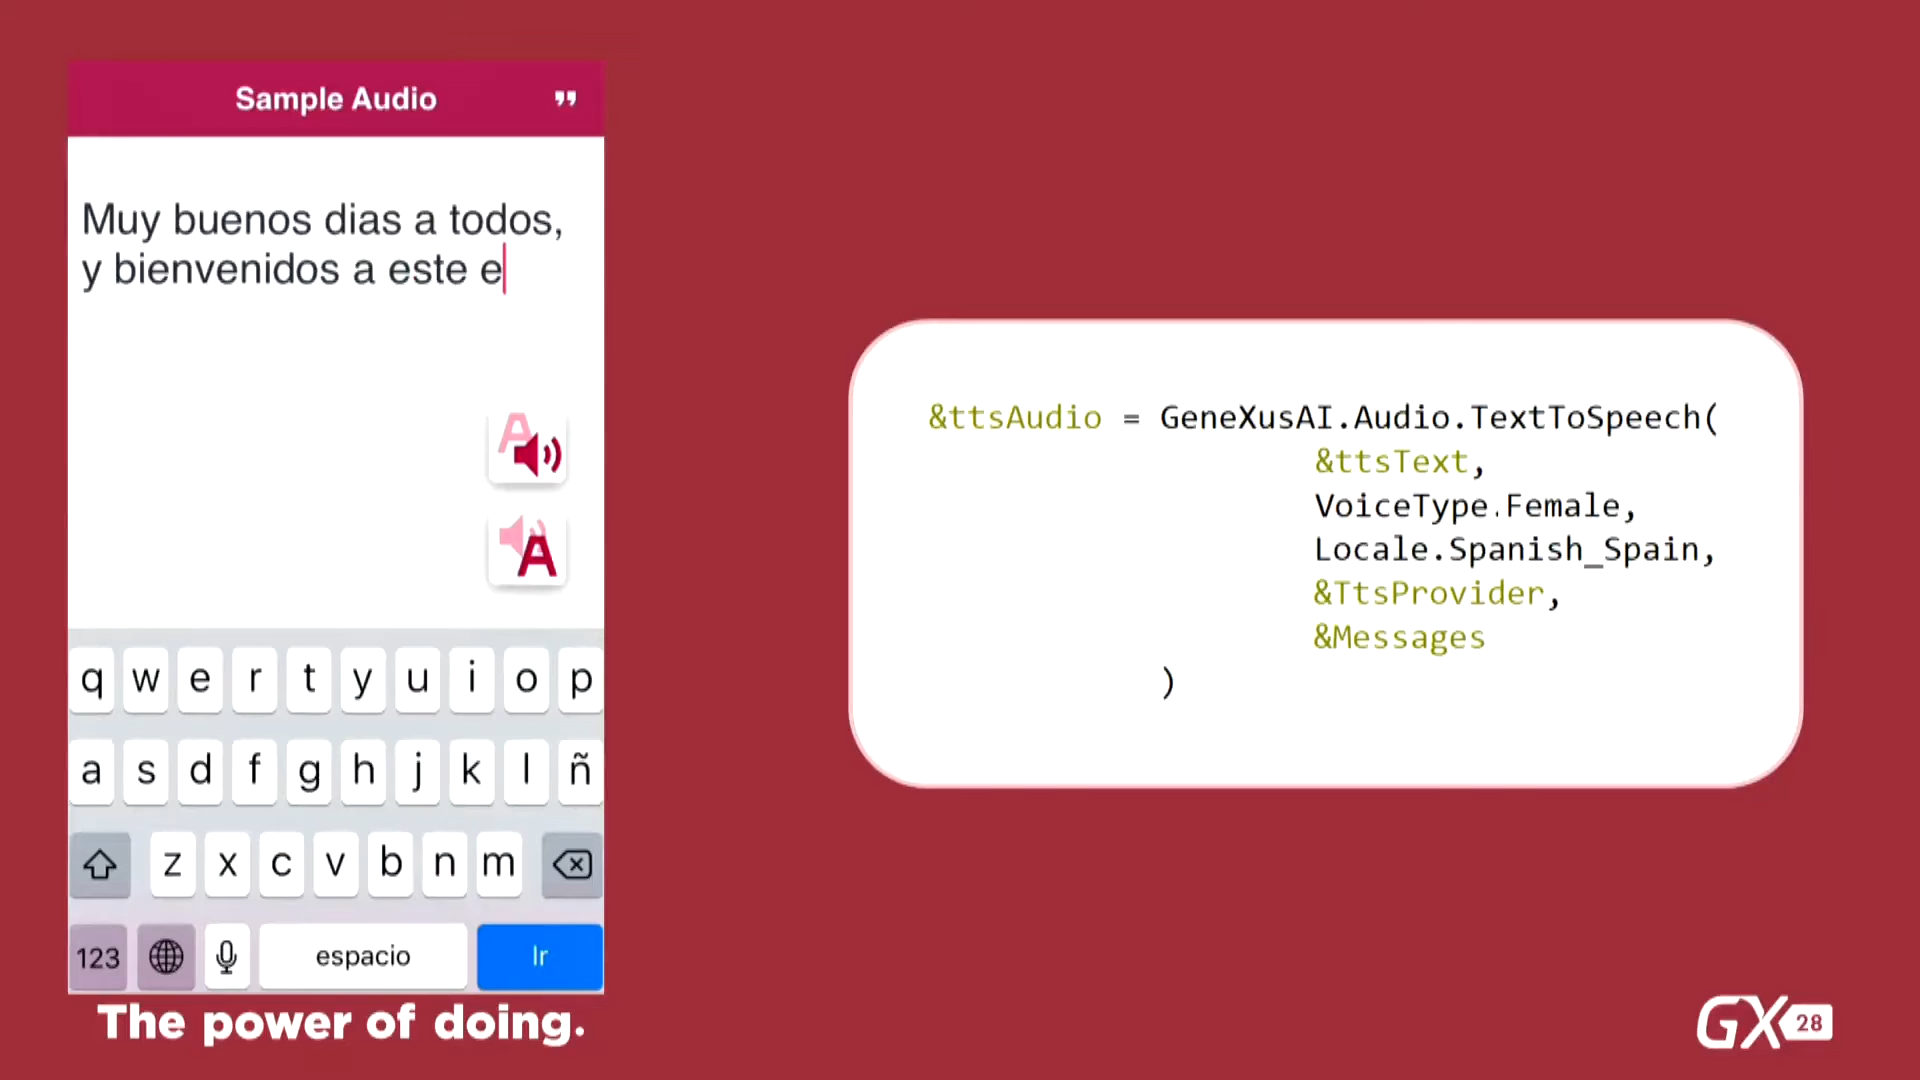 Sample Audio "
Muy buenos dias a todos,
y bienvenidos a este e
A
A
q w e r t y u i o p
a s d f g h j k l ñ
z x c v b n m
123 espacio Ir
The power of doing.
&ttsAudio = GeneXusAI.Audio.TextToSpeech(
&ttsText,
VoiceType.Female,
Locale.Spanish_Spain,
&TtsProvider,
&Messages
)
GX 28